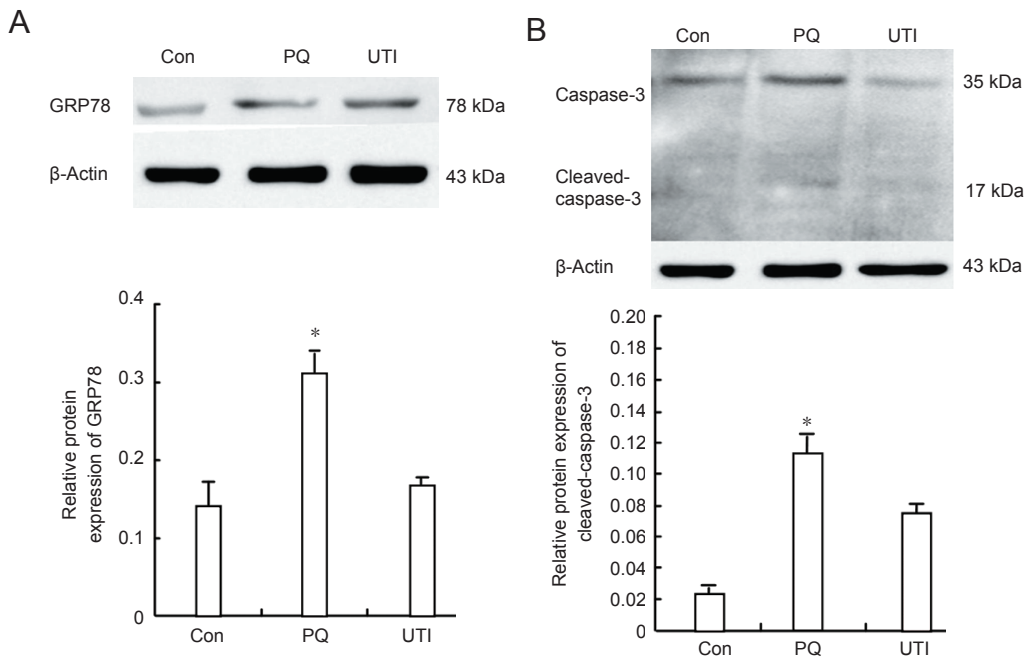 A
Con PQ UTI
GRP78 78 kDa
β-Actin 43 kDa
0.4
0.3
0.2
0.1
0
Relative protein
expression of GRP78
*
Con PQ UTI
B
Con PQ UTI
Caspase-3 35 kDa
Cleaved-
caspase-3 17 kDa
β-Actin 43 kDa
0.20
0.18
0.16
0.14
0.12
0.10
0.08
0.06
0.04
0.02
0
Relative protein expression of
cleaved-caspase-3
*
Con PQ UTI